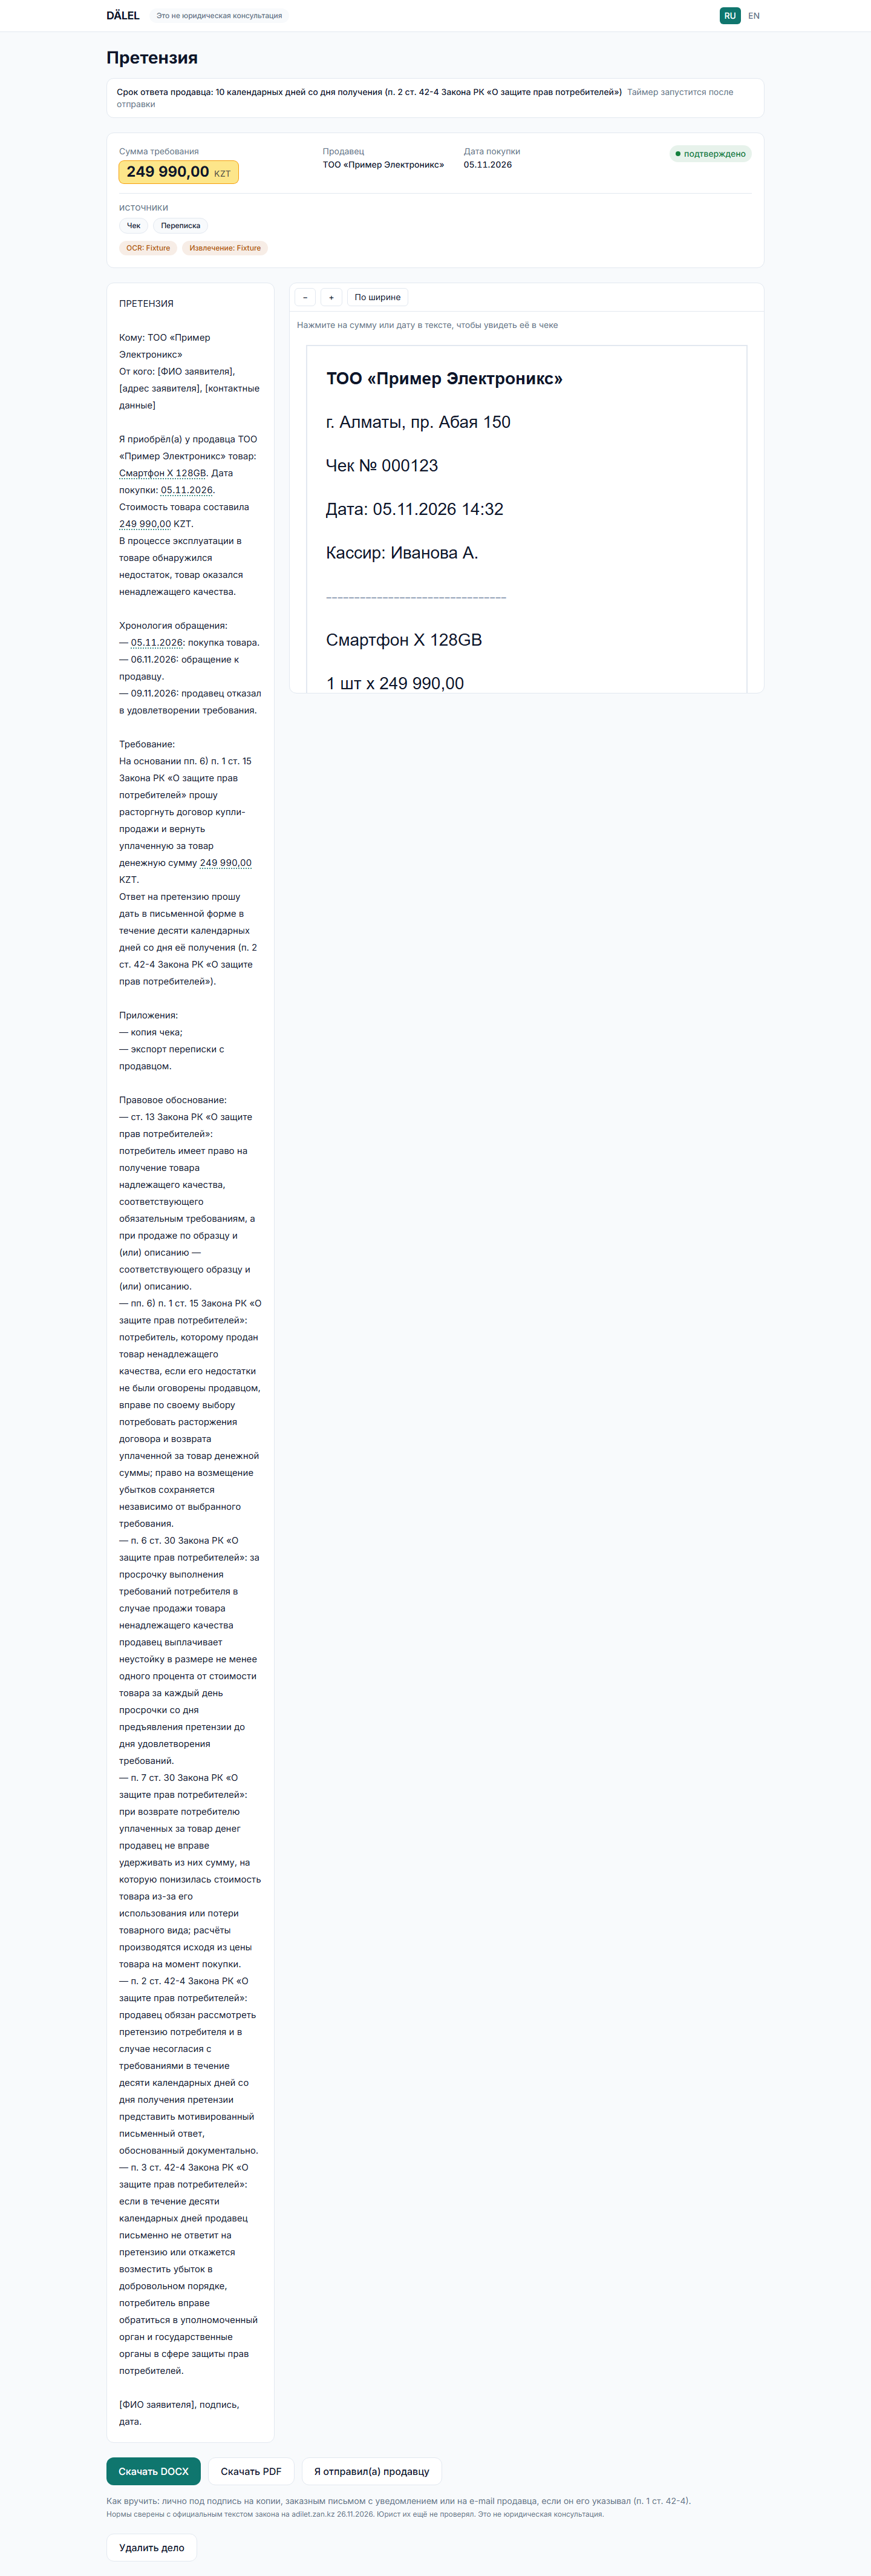 DÄLEL
Это не юридическая консультация
RU
EN
Претензия
Срок ответа продавца: 10 календарных дней со дня получения (п. 2 ст. 42-4 Закона РК «О защите прав потребителей») Таймер запустится после
отправки
Сумма требования
249 990,00 KZT
Продавец
ТОО «Пример Электроникс»
Дата покупки
05.11.2026
подтверждено
ИСТОЧНИКИ
Чек
Переписка
OCR: Fixture
Извлечение: Fixture
ПРЕТЕНЗИЯ
Кому: ТОО «Пример
Электроникс»
От кого: [ФИО заявителя],
[адрес заявителя], [контактные
данные]
Я приобрёл(а) у продавца ТОО
«Пример Электроникс» товар:
Смартфон X 128GB. Дата
покупки: 05.11.2026.
Стоимость товара составила
249 990,00 KZT.
В процессе эксплуатации в
товаре обнаружился
недостаток, товар оказался
ненадлежащего качества.
Хронология обращения:
— 05.11.2026: покупка товара.
— 06.11.2026: обращение к
продавцу.
— 09.11.2026: продавец отказал
в удовлетворении требования.
Требование:
На основании пп. 6) п. 1 ст. 15
Закона РК «О защите прав
потребителей» прошу
расторгнуть договор купли-
продажи и вернуть
уплаченную за товар
денежную сумму 249 990,00
KZT.
Ответ на претензию прошу
дать в письменной форме в
течение десяти календарных
дней со дня её получения (п. 2
ст. 42-4 Закона РК «О защите
прав потребителей»).
Приложения:
— копия чека;
— экспорт переписки с
продавцом.
Правовое обоснование:
— ст. 13 Закона РК «О защите
прав потребителей»:
потребитель имеет право на
получение товара
надлежащего качества,
соответствующего
обязательным требованиям, а
при продаже по образцу и
(или) описанию —
соответствующего образцу и
(или) описанию.
— пп. 6) п. 1 ст. 15 Закона РК «О
защите прав потребителей»:
потребитель, которому продан
товар ненадлежащего
качества, если его недостатки
не были оговорены продавцом,
вправе по своему выбору
потребовать расторжения
договора и возврата
уплаченной за товар денежной
суммы; право на возмещение
убытков сохраняется
независимо от выбранного
требования.
— п. 6 ст. 30 Закона РК «О
защите прав потребителей»: за
просрочку выполнения
требований потребителя в
случае продажи товара
ненадлежащего качества
продавец выплачивает
неустойку в размере не менее
одного процента от стоимости
товара за каждый день
просрочки со дня
предъявления претензии до
дня удовлетворения
требований.
— п. 7 ст. 30 Закона РК «О
защите прав потребителей»:
при возврате потребителю
уплаченных за товар денег
продавец не вправе
удерживать из них сумму, на
которую понизилась стоимость
товара из-за его
использования или потери
товарного вида; расчёты
производятся исходя из цены
товара на момент покупки.
— п. 2 ст. 42-4 Закона РК «О
защите прав потребителей»:
продавец обязан рассмотреть
претензию потребителя и в
случае несогласия с
требованиями в течение
десяти календарных дней со
дня получения претензии
представить мотивированный
письменный ответ,
обоснованный документально.
— п. 3 ст. 42-4 Закона РК «О
защите прав потребителей»:
если в течение десяти
календарных дней продавец
письменно не ответит на
претензию или откажется
возместить убыток в
добровольном порядке,
потребитель вправе
обратиться в уполномоченный
орган и государственные
органы в сфере защиты прав
потребителей.
[ФИО заявителя], подпись,
дата.
−
+
По ширине
Нажмите на сумму или дату в тексте, чтобы увидеть её в чеке
ТОО «Пример Электроникс»
г. Алматы, пр. Абая 150
Чек № 000123
Дата: 05.11.2026 14:32
Кассир: Иванова А.
--------------------------------
Смартфон X 128GB
1 шт x 249 990,00
Скачать DOCX
Скачать PDF
Я отправил(а) продавцу
Как вручить: лично под подпись на копии, заказным письмом с уведомлением или на e-mail продавца, если он его указывал (п. 1 ст. 42-4).
Нормы сверены с официальным текстом закона на adilet.zan.kz 26.11.2026. Юрист их ещё не проверял. Это не юридическая консультация.
Удалить дело